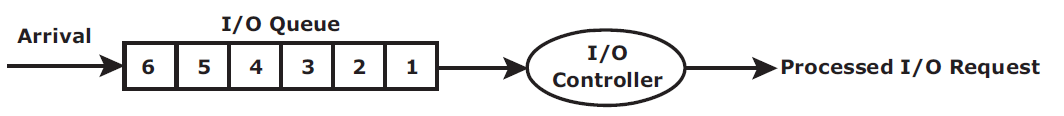 I/O Queue
Arrival
6 5 4 3 2 1
I/O
Controller
Processed I/O Request